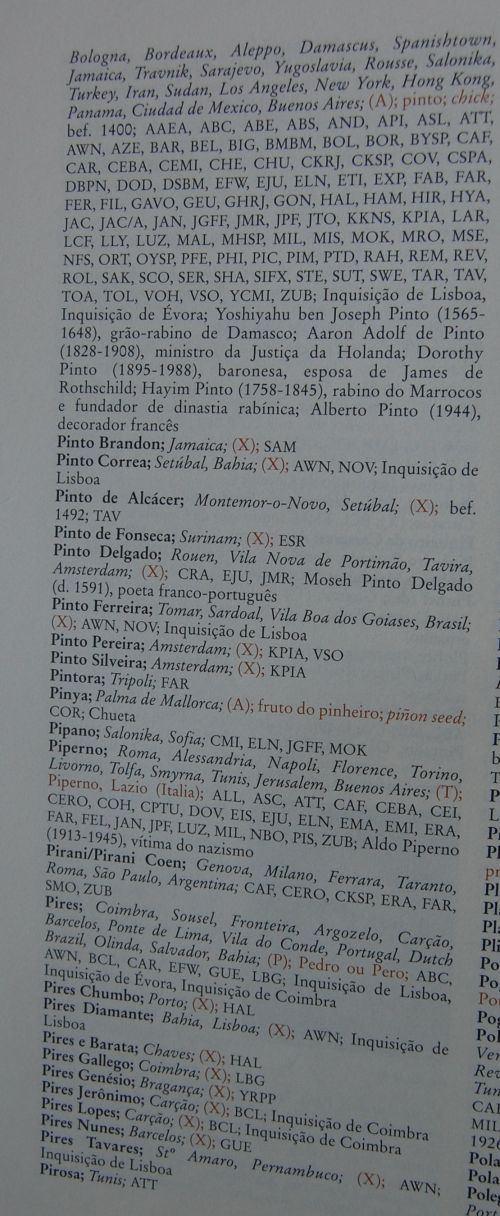 Bologna, Bordeaux, Aleppo, Damascus, Spanishtown,
Jamaica, Travnik, Sarajevo, Yugoslavia, Rousse, Salonika,
Turkey, Iran, Sudan, Los Angeles, New York, Hong Kong,
Panama, Ciudad de Mexico, Buenos Aires; (A); pinto; chick;
bef. 1400; AAEA, ABC, ABE, ABS, AND, API, ASL, ATT,
AWN, AZE, BAR, BEL, BIG, BMBM, BOL, BOR, BYSP, CAF,
CAR, CEBA, CEMI, CHE, CHU, CKRJ, CKSP, COV, CSPA,
DBPN, DOD, DSBM, EFW, EJU, ELN, ETI, EXP, FAB, FAR,
FER, FIL, GAVO, GEU, GHRJ, GON, HAL, HAM, HIR, HYA,
JAC, JAC/A, JAN, JGFF, JMR, JPF, JTO, KKNS, KPIA, LAR,
LCF, LLY, LUZ, MAL, MHSP, MIL, MIS, MOK, MRO, MSE,
NFS, ORT, OYSP, PFE, PHI, PIC, PIM, PTD, RAH, REM, REV,
ROL, SAK, SCO, SER, SHA, SIFX, STE, SUT, SWE, TAR, TAV,
TOA, TOL, VOH, VSO, YCMI, ZUB; Inquisição de Lisboa,
Inquisição de Évora; Yoshiyahu ben Joseph Pinto (1565-
1648), grão-rabino de Damasco; Aaron Adolf de Pinto
(1828-1908), ministro da Justiça da Holanda; Dorothy
Pinto (1895-1988), baronesa, esposa de James de
Rothschild; Hayim Pinto (1758-1845), rabino do Marrocos
e fundador de dinastia rabínica; Alberto Pinto (1944),
decorador francês
Pinto Brandon; Jamaica; (X); SAM
Pinto Correa; Setúbal, Bahia; (X); AWN, NOV; Inquisição de
Lisboa
Pinto de Alcácer; Montemor-o-Novo, Setúbal; (X); bef.
1492; TAV
Pinto de Fonseca; Surinam; (X); ESR
Pinto Delgado; Rouen, Vila Nova de Portimão, Tavira,
Amsterdam; (X); CRA, EJU, JMR; Moseh Pinto Delgado
(d. 1591), poeta franco-português
Pinto Ferreira; Tomar, Sardoal, Vila Boa dos Goiases, Brasil;
(X); AWN, NOV; Inquisição de Lisboa
Pinto Pereira; Amsterdam; (X); KPIA, VSO
Pinto Silveira; Amsterdam; (X); KPIA
Pintora; Tripoli; FAR
Pinya; Palma de Mallorca; (A); fruto do pinheiro; piñon seed;
COR; Chueta
Pipano; Salonika, Sofia; CMI, ELN, JGFF, MOK
Piperno; Roma, Alessandria, Napoli, Florence, Torino,
Livorno, Tolfa, Smyrna, Tunis, Jerusalem, Buenos Aires; (T);
Piperno, Lazio (Italia); ALL, ASC, ATT, CAF, CEBA, CEI,
CERO, COH, CPTU, DOV, EIS, EJU, ELN, EMA, EMI, ERA,
FAR, FEL, JAN, JPF, LUZ, MIL, NBO, PIS, ZUB; Aldo Piperno
(1913-1945), vítima do nazismo
Pirani/Pirani Coen; Genova, Milano, Ferrara, Taranto,
Roma, São Paulo, Argentina; CAF, CERO, CKSP, ERA, FAR,
SMO, ZUB
Pires; Coimbra, Sousel, Fronteira, Argozelo, Carção,
Barcelos, Ponte de Lima, Vila do Conde, Portugal, Dutch
Brazil, Olinda, Salvador, Bahia; (P); Pedro ou Pero; ABC,
AWN, BCL, CAR, EFW, GUE, LBG; Inquisição de Lisboa,
Inquisição de Évora, Inquisição de Coimbra
Pires Chumbo; Porto; (X); HAL
Pires Diamante; Bahia, Lisboa; (X); AWN; Inquisição de
Lisboa
Pires e Barata; Chaves; (X); HAL
Pires Gallego; Coimbra; (X); LBG
Pires Genésio; Bragança; (X); YRPP
Pires Jerônimo; Carção; (X); BCL; Inquisição de Coimbra
Pires Lopes; Carção; (X); BCL; Inquisição de Coimbra
Pires Nunes; Barcelos; (X); GUE
Pires Tavares; Stº Amaro, Pernambuco; (X); AWN;
Inquisição de Lisboa
Pirosa; Tunis; ATT